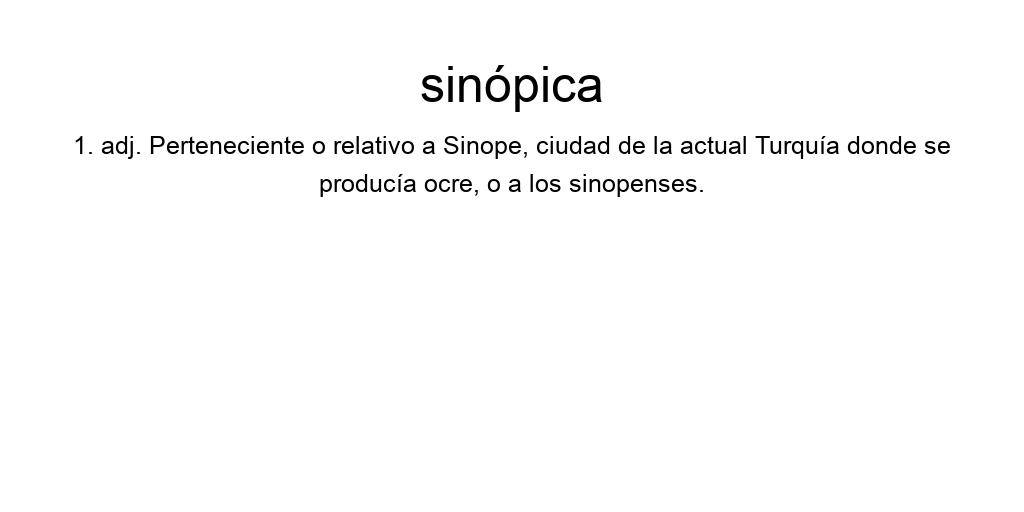 sinópica
1. adj. Perteneciente o relativo a Sinope, ciudad de la actual Turquía donde se
producía ocre, o a los sinopenses.